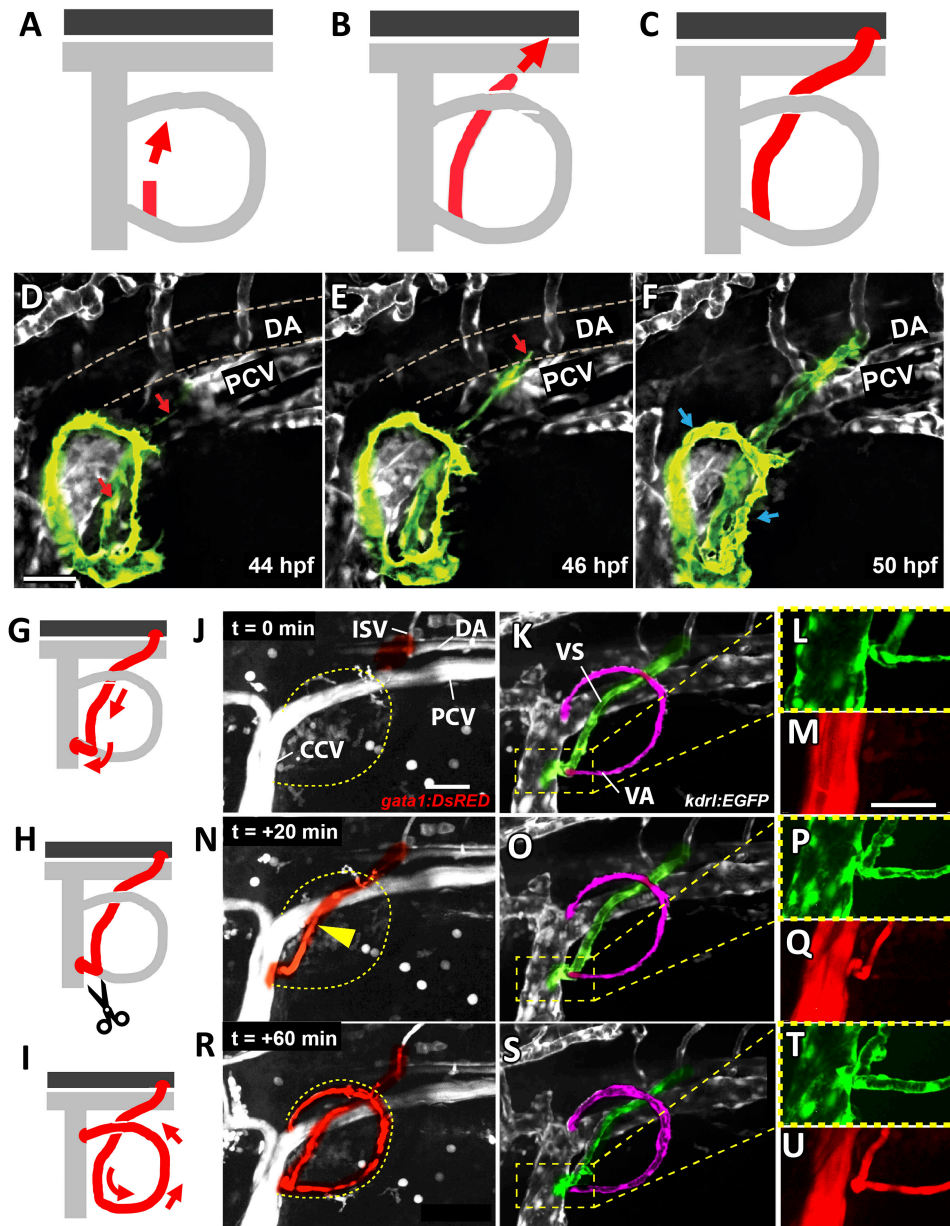 A
B
C
D
DA
PCV
44 hpf
E
DA
PCV
46 hpf
F
DA
PCV
50 hpf
G
H
I
J
t = 0 min
ISV
DA
PCV
CCV
gata1:DsRED
K
VS
VA
kdrl:EGFP
L
M
N
t = +20 min
O
P
Q
R
t = +60 min
S
T
U